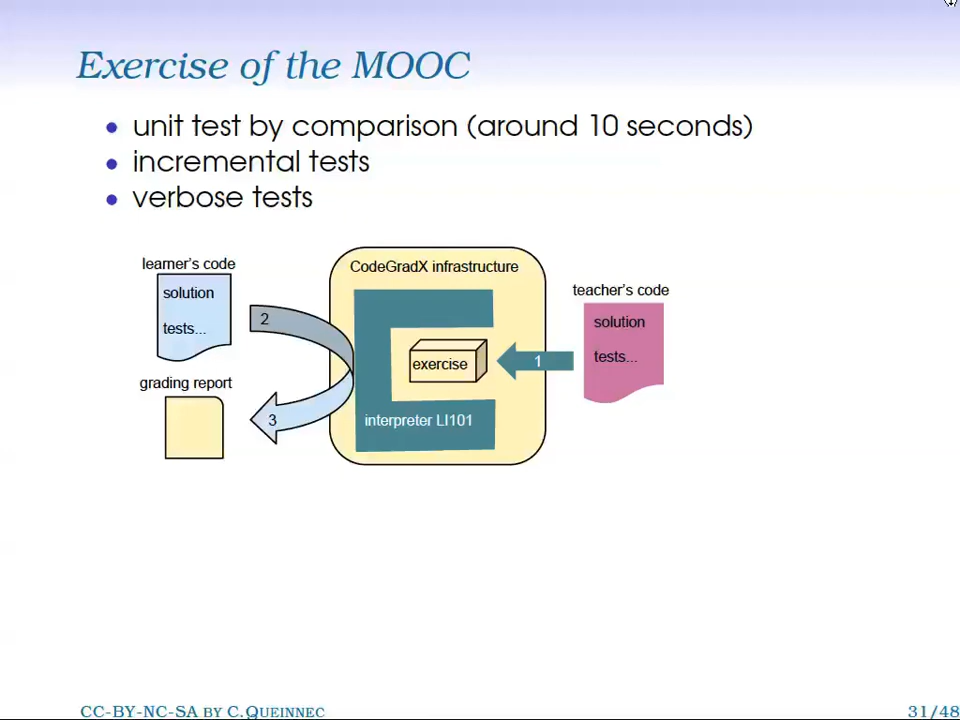 Exercise of the MOOC
unit test by comparison (around 10 seconds)
incremental tests
verbose tests
learner's code
solution
tests...
grading report
2
3
CodeGradX infrastructure
exercise
interpreter LI101
1
teacher's code
solution
tests...
CC-BY-NC-SA BY C.QUEINNEC
31/48